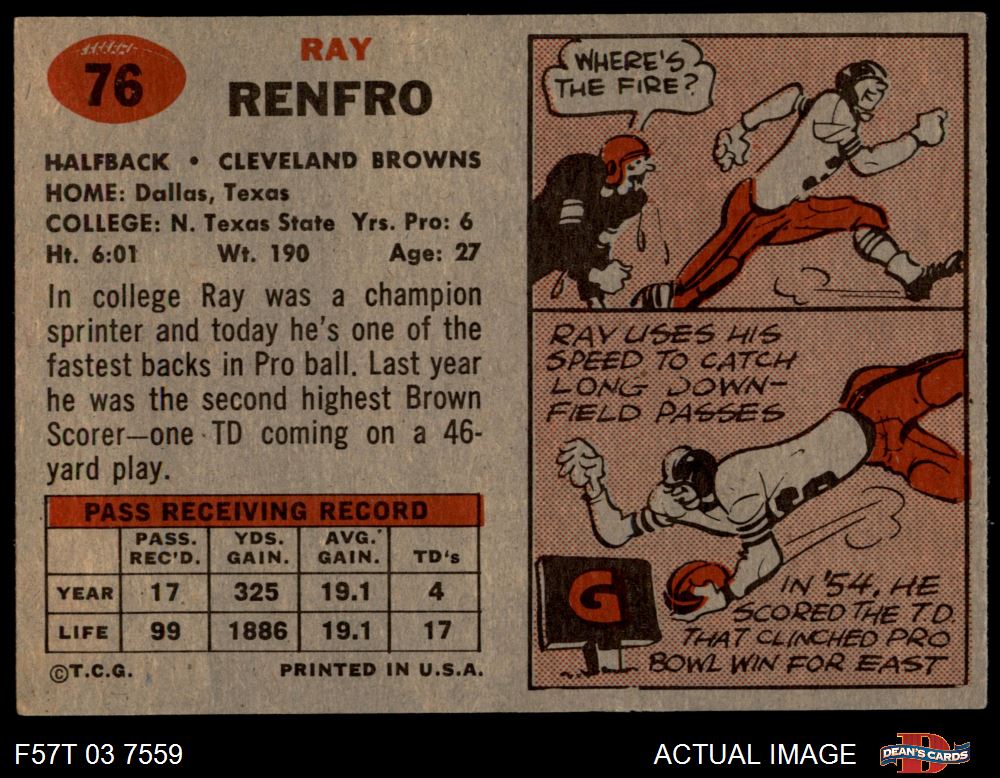 76
RAY
RENFRO
HALFBACK • CLEVELAND BROWNS
HOME: Dallas, Texas
COLLEGE: N. Texas State Yrs. Pro: 6
Ht. 6:01 Wt. 190 Age: 27
In college Ray was a champion
sprinter and today he's one of the
fastest backs in Pro ball. Last year
he was the second highest Brown
Scorer—one TD coming on a 46-
yard play.
PASS RECEIVING RECORD
PASS. REC'D. YDS. GAIN. AVG. GAIN. TD's
YEAR 17 325 19.1 4
LIFE 99 1886 19.1 17
©T.C.G. PRINTED IN U.S.A.
WHERE'S
THE FIRE?
RAY USES HIS
SPEED TO CATCH
LONG DOWN-
FIELD PASSES
G
IN '54, HE
SCORED THE TD
THAT CLINCHED PRO
BOWL WIN FOR EAST
F57T 03 7559
ACTUAL IMAGE
DEAN'S CARDS